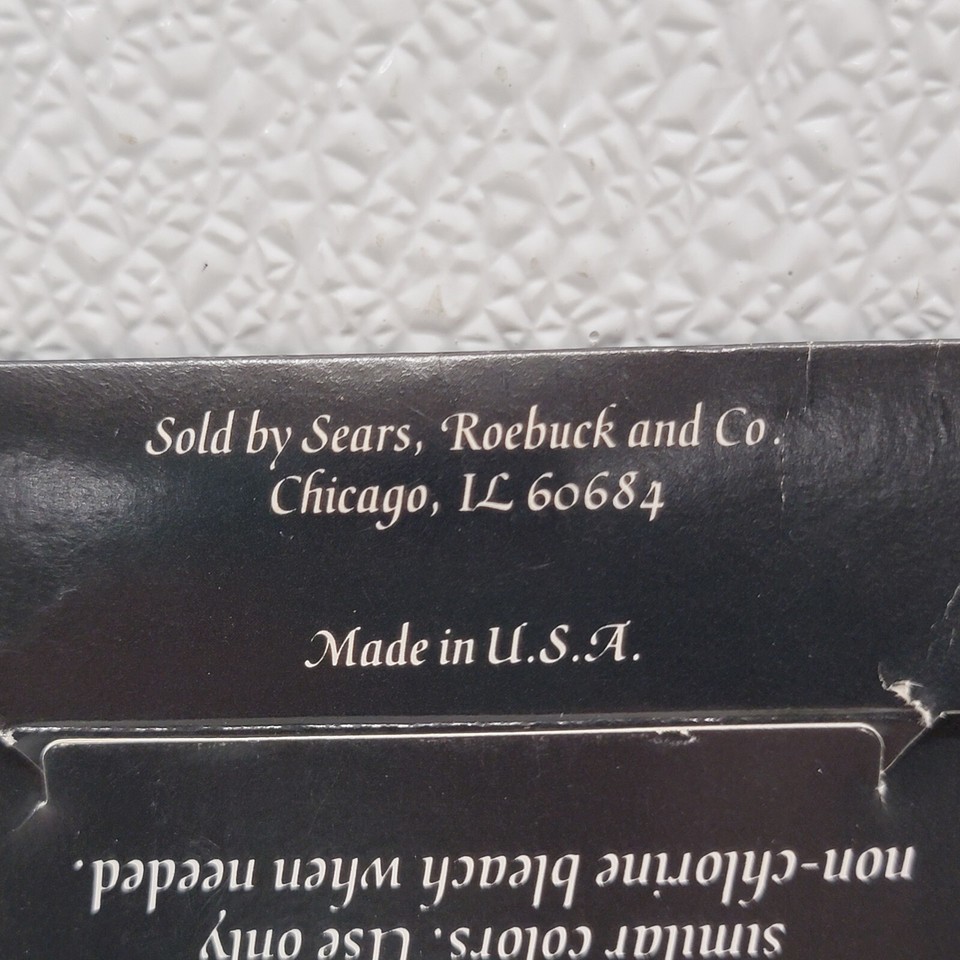 Sold by Sears, Roebuck and Co.
Chicago, IL 60684
Made in U.S.A.
similar colors. Use only
non-chlorine bleach when needed.